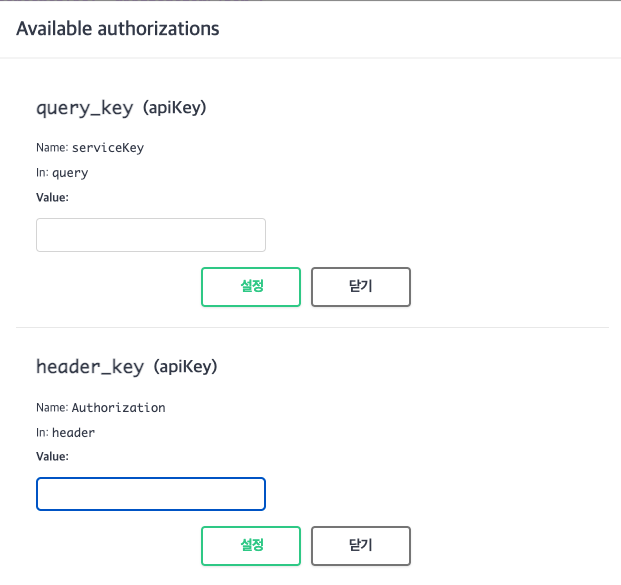 Available authorizations
query_key (apiKey)
Name: serviceKey
In: query
Value:
설정 닫기
header_key (apiKey)
Name: Authorization
In: header
Value:
설정 닫기